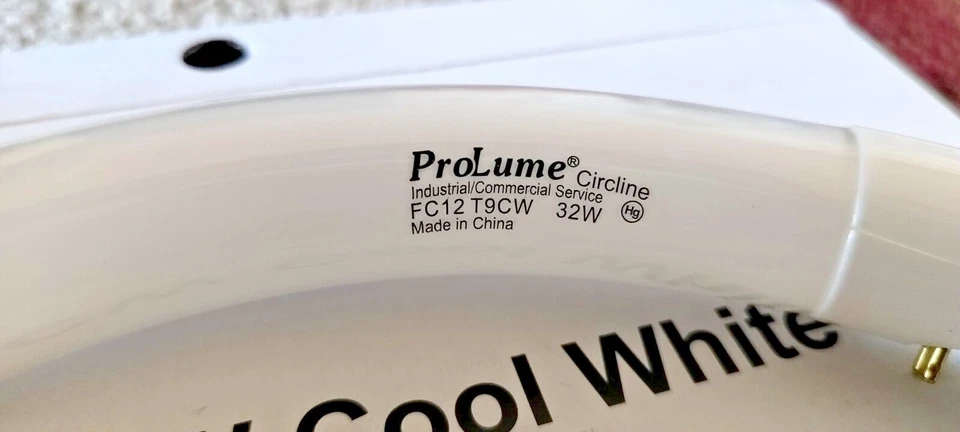 ProLume® Circline
Industrial/Commercial Service
FC12 T9CW 32W Hg
Made in China
Cool White